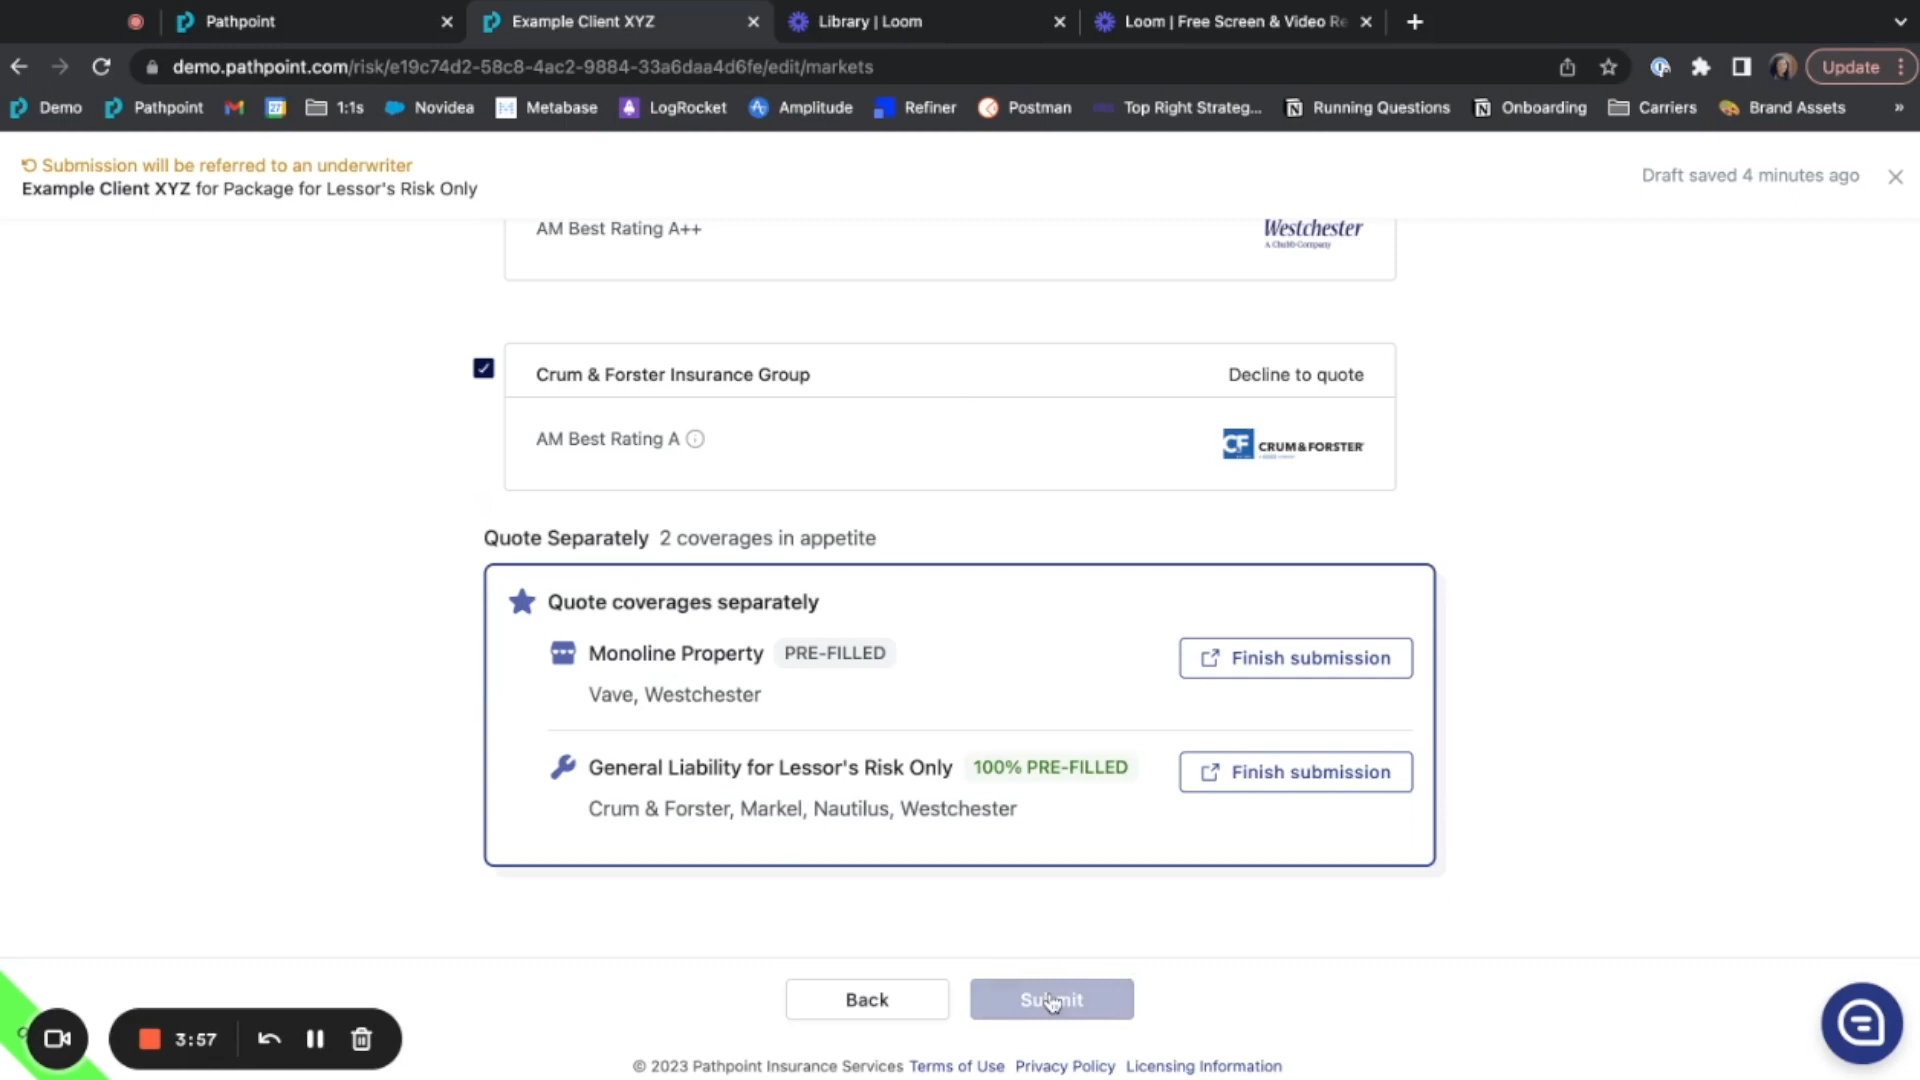 Pathpoint
Example Client XYZ
Library | Loom
Loom | Free Screen & Video Re
demo.pathpoint.com/risk/e19c74d2-58c8-4ac2-9884-33a6daa4d6fe/edit/markets
Update
Demo
Pathpoint
1:1s
Novidea
Metabase
LogRocket
Amplitude
Refiner
Postman
Top Right Strateg...
Running Questions
Onboarding
Carriers
Brand Assets
»
Submission will be referred to an underwriter
Example Client XYZ for Package for Lessor's Risk Only
Draft saved 4 minutes ago
AM Best Rating A++
Westchester
A Chubb Company
Crum & Forster Insurance Group
Decline to quote
AM Best Rating A
CF CRUM&FORSTER
Quote Separately 2 coverages in appetite
Quote coverages separately
Monoline Property PRE-FILLED
Finish submission
Vave, Westchester
General Liability for Lessor's Risk Only 100% PRE-FILLED
Finish submission
Crum & Forster, Markel, Nautilus, Westchester
Back
Submit
3:57
© 2023 Pathpoint Insurance Services Terms of Use Privacy Policy Licensing Information